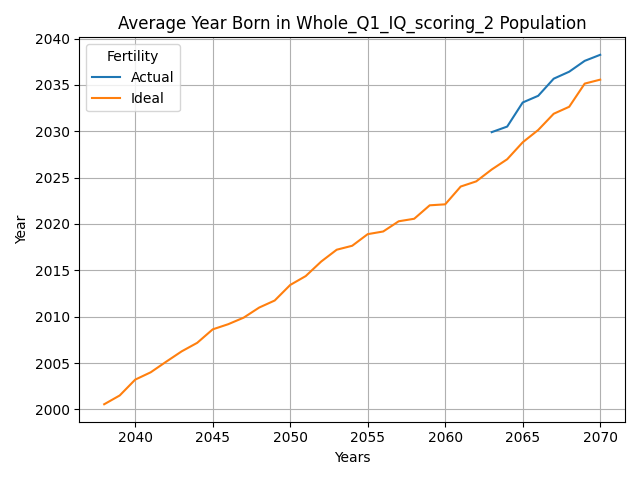 Average Year Born in Whole_Q1_IQ_scoring_2 Population
Fertility
Actual
Ideal
Year
2040
2035
2030
2025
2020
2015
2010
2005
2000
2040 2045 2050 2055 2060 2065 2070
Years